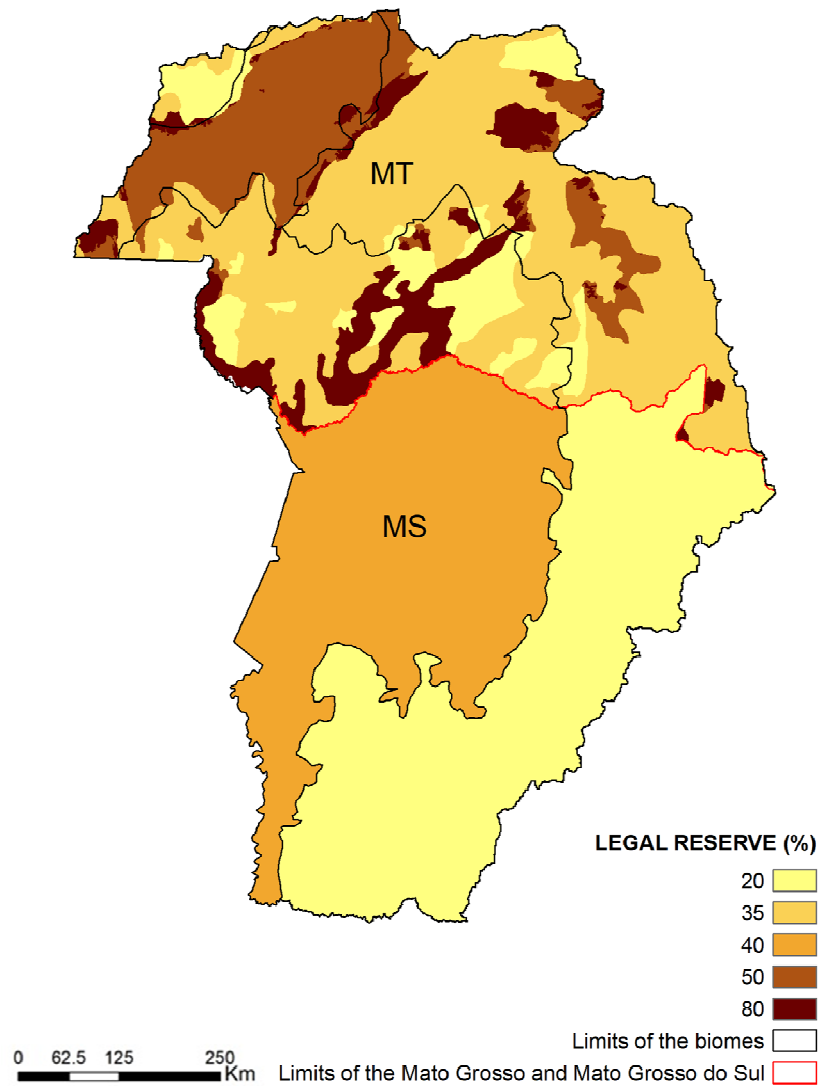 MT
MS
LEGAL RESERVE (%)
20
35
40
50
80
Limits of the biomes
0 62.5 125 250
Km
Limits of the Mato Grosso and Mato Grosso do Sul